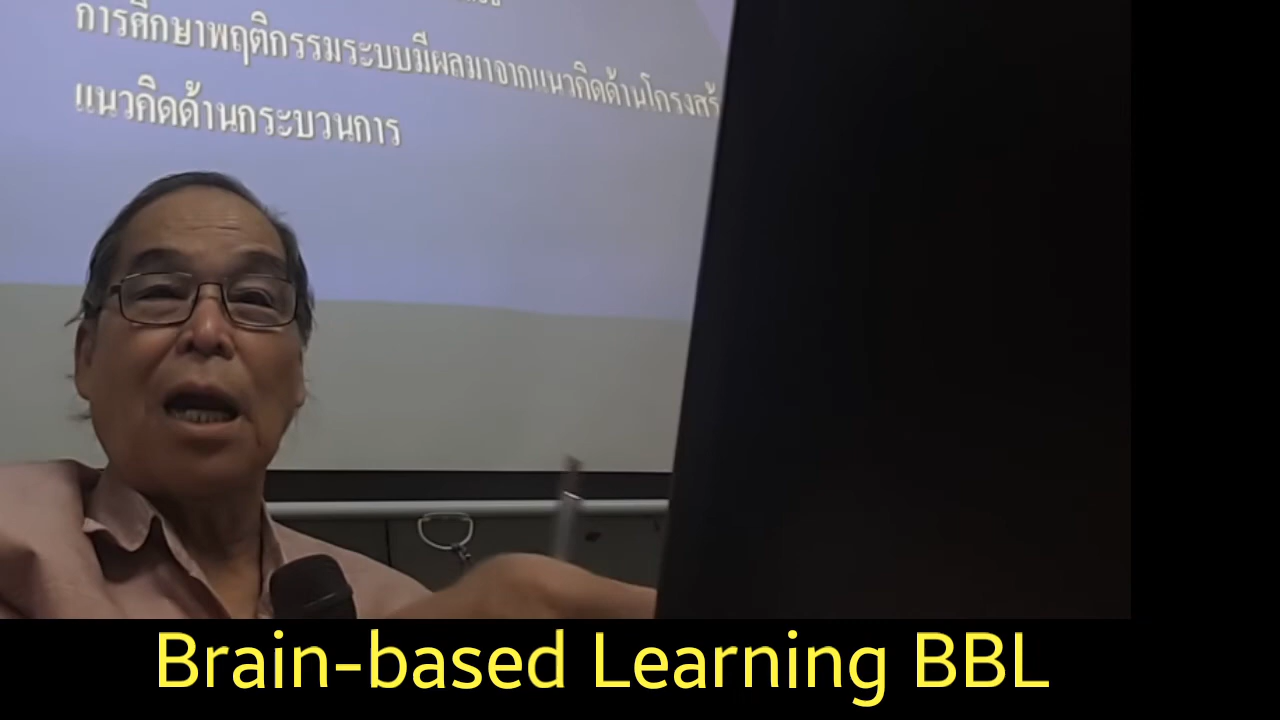 การศึกษาพฤติกรรมระบบมีผลมาจากแนวคิดด้านโครงสร้
แนวคิดด้านกระบวนการ
Brain-based Learning BBL